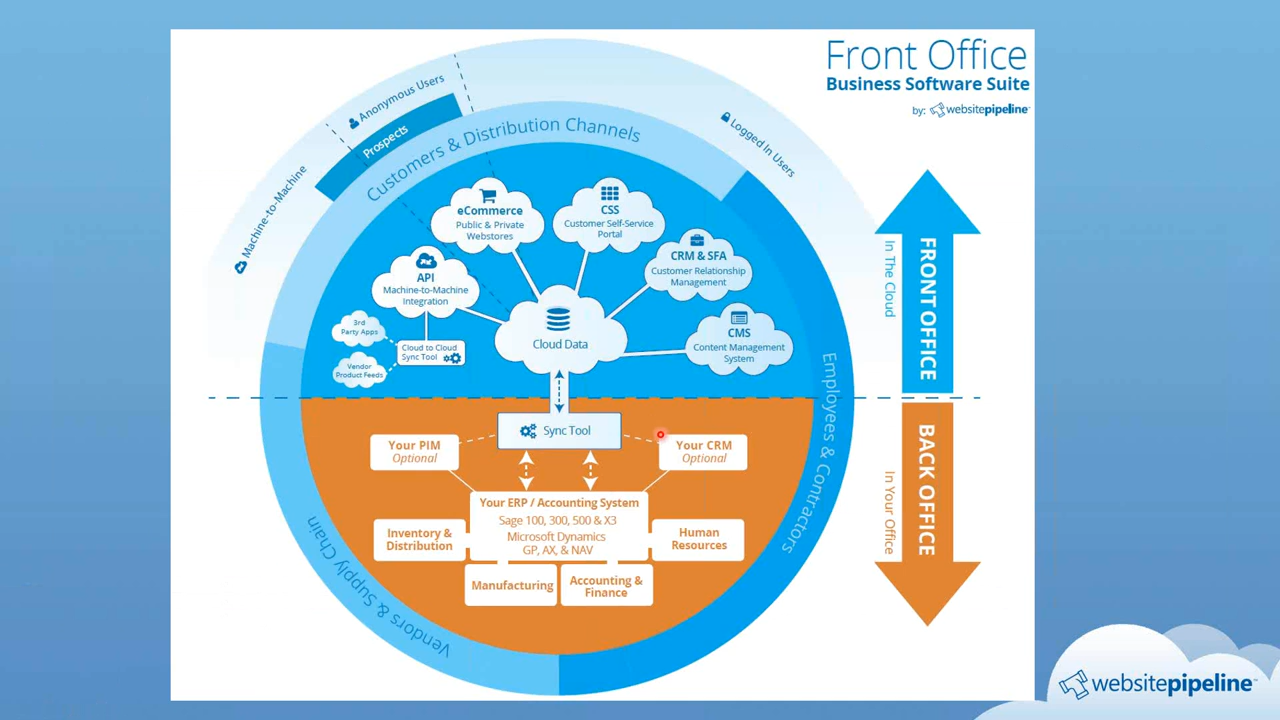 Front Office
Business Software Suite
by: websitepipeline™
Anonymous Users
Prospects
Machine-to-Machine
Logged In Users
Customers & Distribution Channels
eCommerce
Public & Private
Webstores
CSS
Customer Self-Service
Portal
CRM & SFA
Customer Relationship
Management
API
Machine-to-Machine
Integration
CMS
Content Management
System
3rd
Party Apps
Cloud to Cloud
Sync Tool
Vendor
Product Feeds
Cloud Data
FRONT OFFICE
In The Cloud
Employees & Contractors
Sync Tool
Your PIM
Optional
Your CRM
Optional
Your ERP / Accounting System
Sage 100, 300, 500 & X3
Microsoft Dynamics
GP, AX, & NAV
Inventory &
Distribution
Human
Resources
Manufacturing
Accounting &
Finance
BACK OFFICE
In Your Office
Vendors & Supply Chain
websitepipeline™